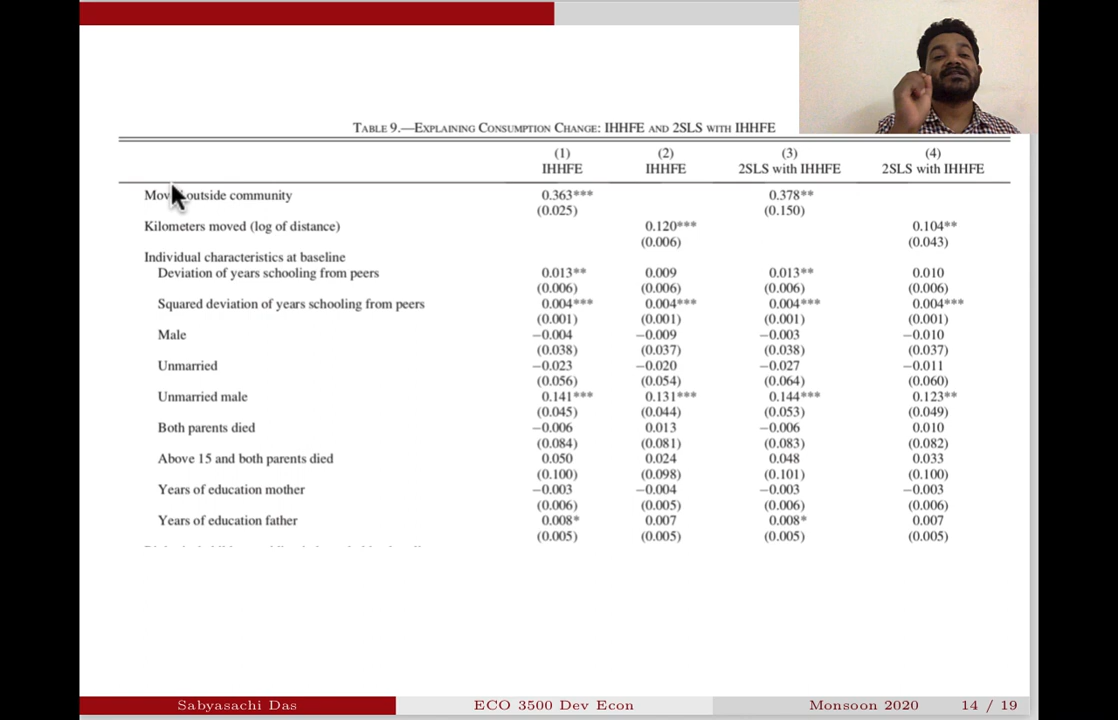 TABLE 9.—EXPLAINING CONSUMPTION CHANGE: IHHFE AND 2SLS WITH IHHFE
(1) (2) (3) (4)
IHHFE IHHFE 2SLS with IHHFE 2SLS with IHHFE
outside community 0.363*** 0.378**
(0.025) (0.150)
Kilometers moved (log of distance) 0.120*** 0.104**
(0.006) (0.043)
Individual characteristics at baseline
Deviation of years schooling from peers 0.013** 0.009 0.013** 0.010
(0.006) (0.006) (0.006) (0.006)
Squared deviation of years schooling from peers 0.004*** 0.004*** 0.004*** 0.004***
(0.001) (0.001) (0.001) (0.001)
Male −0.004 −0.009 −0.003 −0.010
(0.038) (0.037) (0.038) (0.037)
Unmarried −0.023 −0.020 −0.027 −0.011
(0.056) (0.054) (0.064) (0.060)
Unmarried male 0.141*** 0.131*** 0.144*** 0.123**
(0.045) (0.044) (0.053) (0.049)
Both parents died −0.006 0.013 −0.006 0.010
(0.084) (0.081) (0.083) (0.082)
Above 15 and both parents died 0.050 0.024 0.048 0.033
(0.100) (0.098) (0.101) (0.100)
Years of education mother −0.003 −0.004 −0.003 −0.003
(0.006) (0.005) (0.006) (0.006)
Years of education father 0.008* 0.007 0.008* 0.007
(0.005) (0.005) (0.005) (0.005)
Sabyasachi Das ECO 3500 Dev Econ Monsoon 2020 14 / 19